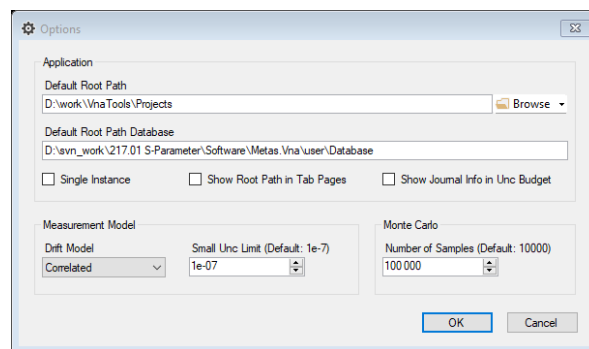 Options
Application
Default Root Path
D:\work\VnaTools\Projects
Browse
Default Root Path Database
D:\svn_work\217.01 S-Parameter\Software\Metas.Vna\user\Database
Single Instance Show Root Path in Tab Pages Show Journal Info in Unc Budget
Measurement Model Monte Carlo
Drift Model Small Unc Limit (Default: 1e-7) Number of Samples (Default: 10000)
Correlated 1e-07 100 000
OK Cancel